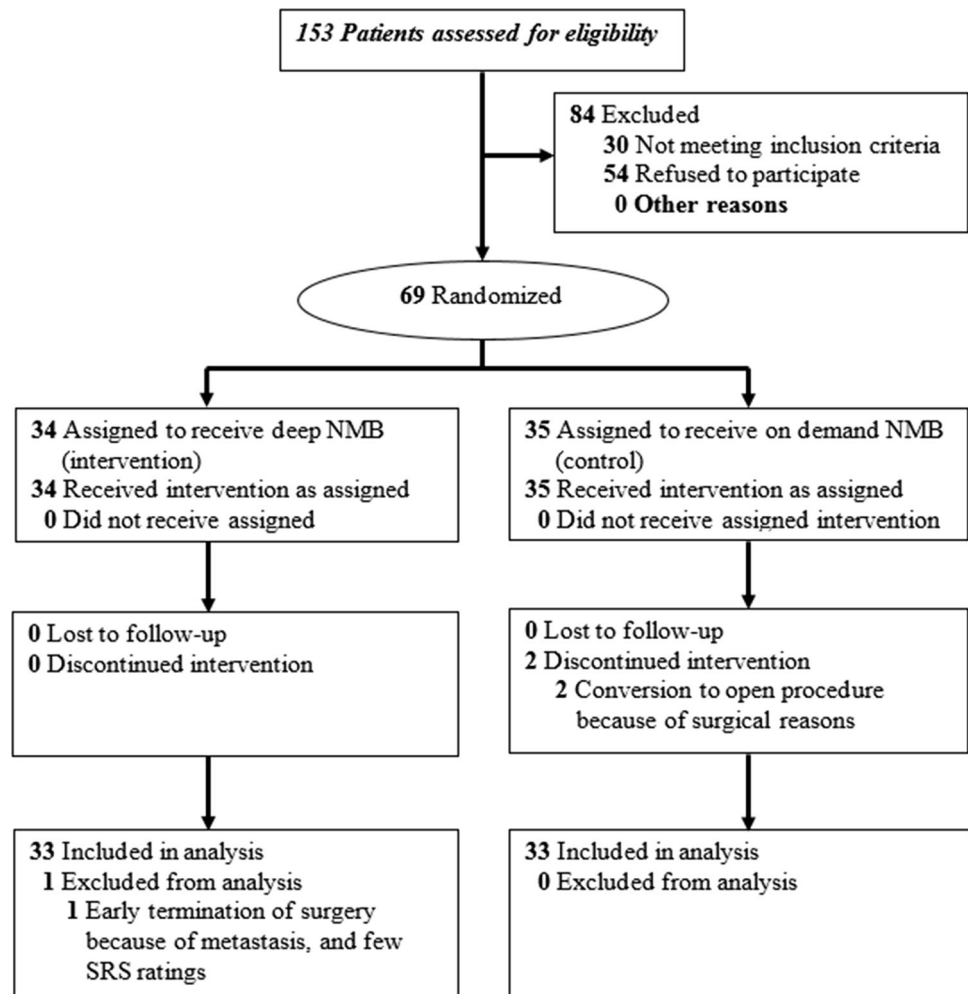 153 Patients assessed for eligibility
84 Excluded
30 Not meeting inclusion criteria
54 Refused to participate
0 Other reasons
69 Randomized
34 Assigned to receive deep NMB
(intervention)
34 Received intervention as assigned
0 Did not receive assigned
35 Assigned to receive on demand NMB
(control)
35 Received intervention as assigned
0 Did not receive assigned intervention
0 Lost to follow-up
0 Discontinued intervention
0 Lost to follow-up
2 Discontinued intervention
2 Conversion to open procedure
because of surgical reasons
33 Included in analysis
1 Excluded from analysis
1 Early termination of surgery
because of metastasis, and few
SRS ratings
33 Included in analysis
0 Excluded from analysis